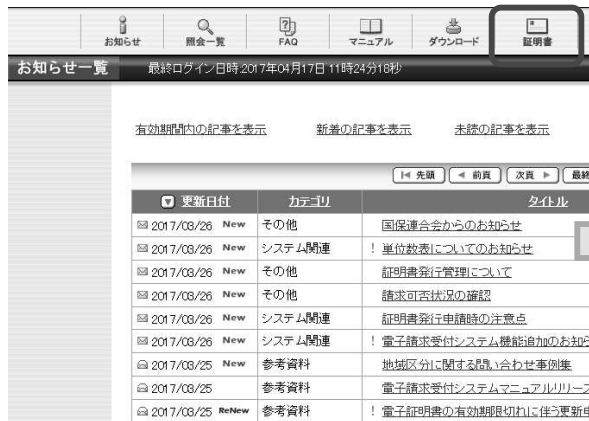 お知らせ 照会一覧 FAQ マニュアル ダウンロード 証明書
お知らせ一覧 最終ログイン日時:2017年04月17日 11時24分18秒
有効期間内の記事を表示 新着の記事を表示 未読の記事を表示
先頭 前頁 次頁 最終
更新日付 カテゴリ タイトル
2017/03/26 New その他 国保連合会からのお知らせ
2017/03/26 New システム関連 ! 単位数表についてのお知らせ
2017/03/26 New その他 証明書発行管理について
2017/03/26 New その他 請求可否状況の確認
2017/03/26 New システム関連 証明書発行申請時の注意点
2017/03/26 New システム関連 ! 電子請求受付システム機能追加のお知ら
2017/03/25 New 参考資料 地域区分に関する問い合わせ事例集
2017/03/25 参考資料 電子請求受付システムマニュアルリリース
2017/03/25 ReNew 参考資料 ! 電子証明書の有効期限切れに伴う更新申